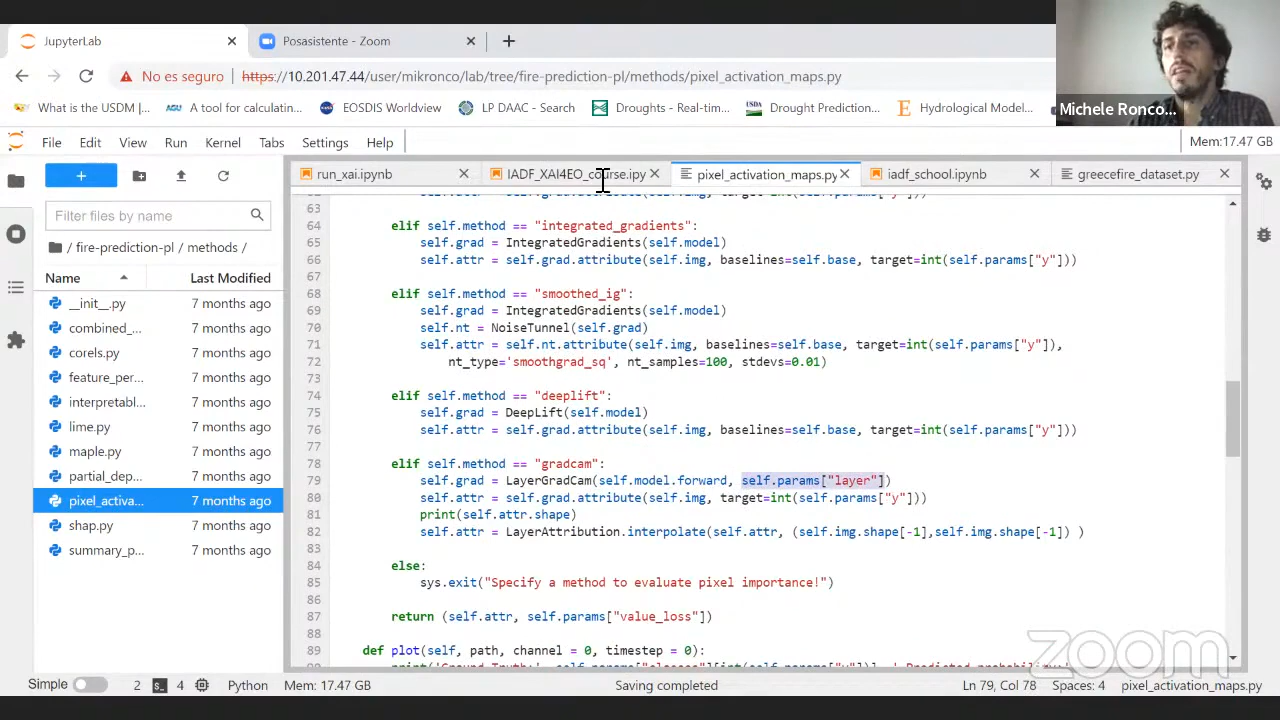 JupyterLab
Posasistente - Zoom
No es seguro
https://10.201.47.44/user/mikronco/lab/tree/fire-prediction-pl/methods/pixel_activation_maps.py
What is the USDM |...
AGU
A tool for calculatin...
EOSDIS Worldview
LP DAAC - Search
Droughts - Real-tim...
USDA
Drought Prediction...
Hydrological Model...
Michele Ronco...
File Edit View Run Kernel Tabs Settings Help
Mem:17.47 GB
run_xai.ipynb
IADF_XAI4EO_course.ipy
pixel_activation_maps.py
iadf_school.ipynb
greecefire_dataset.py
Filter files by name
/ fire-prediction-pl / methods /
Name Last Modified
__init__.py 7 months ago
combined_... 7 months ago
corels.py 7 months ago
feature_per... 7 months ago
interpretabl... 7 months ago
lime.py 7 months ago
maple.py 7 months ago
partial_dep... 7 months ago
pixel_activa... 7 months ago
shap.py 7 months ago
summary_p... 7 months ago
63
64 elif self.method == "integrated_gradients":
65 self.grad = IntegratedGradients(self.model)
66 self.attr = self.grad.attribute(self.img, baselines=self.base, target=int(self.params["y"]))
67
68 elif self.method == "smoothed_ig":
69 self.grad = IntegratedGradients(self.model)
70 self.nt = NoiseTunnel(self.grad)
71 self.attr = self.nt.attribute(self.img, baselines=self.base, target=int(self.params["y"]),
72 nt_type='smoothgrad_sq', nt_samples=100, stdevs=0.01)
73
74 elif self.method == "deeplift":
75 self.grad = DeepLift(self.model)
76 self.attr = self.grad.attribute(self.img, baselines=self.base, target=int(self.params["y"]))
77
78 elif self.method == "gradcam":
79 self.grad = LayerGradCam(self.model.forward, self.params["layer"])
80 self.attr = self.grad.attribute(self.img, target=int(self.params["y"]))
81 print(self.attr.shape)
82 self.attr = LayerAttribution.interpolate(self.attr, (self.img.shape[-1],self.img.shape[-1]) )
83
84 else:
85 sys.exit("Specify a method to evaluate pixel importance!")
86
87 return (self.attr, self.params["value_loss"])
88
89 def plot(self, path, channel = 0, timestep = 0):
zoom
Simple 2 4 Python Mem: 17.47 GB Saving completed Ln 79, Col 78 Spaces: 4 pixel_activation_maps.py